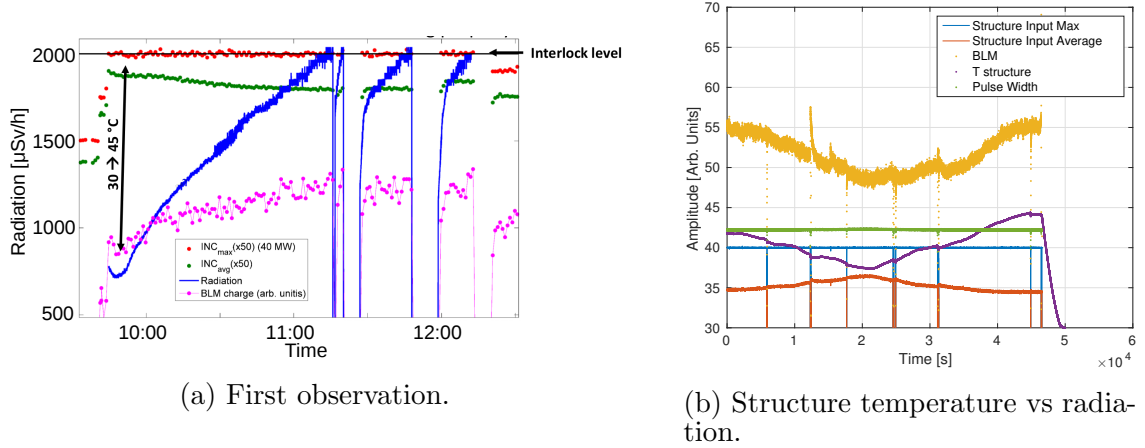 2000
1500
1000
500
Radiation [µSv/h]
Interlock level
30 → 45 °C
INCmax(x50) (40 MW)
INCavg(x50)
Radiation
BLM charge (arb. unitis)
10:00 11:00 12:00
Time
(a) First observation.
70
65
60
55
50
45
40
35
30
Amplitude [Arb. Units]
Structure Input Max
Structure Input Average
BLM
T structure
Pulse Width
0 1 2 3 4 5 6
Time [s]
×10⁴
(b) Structure temperature vs radia-
tion.